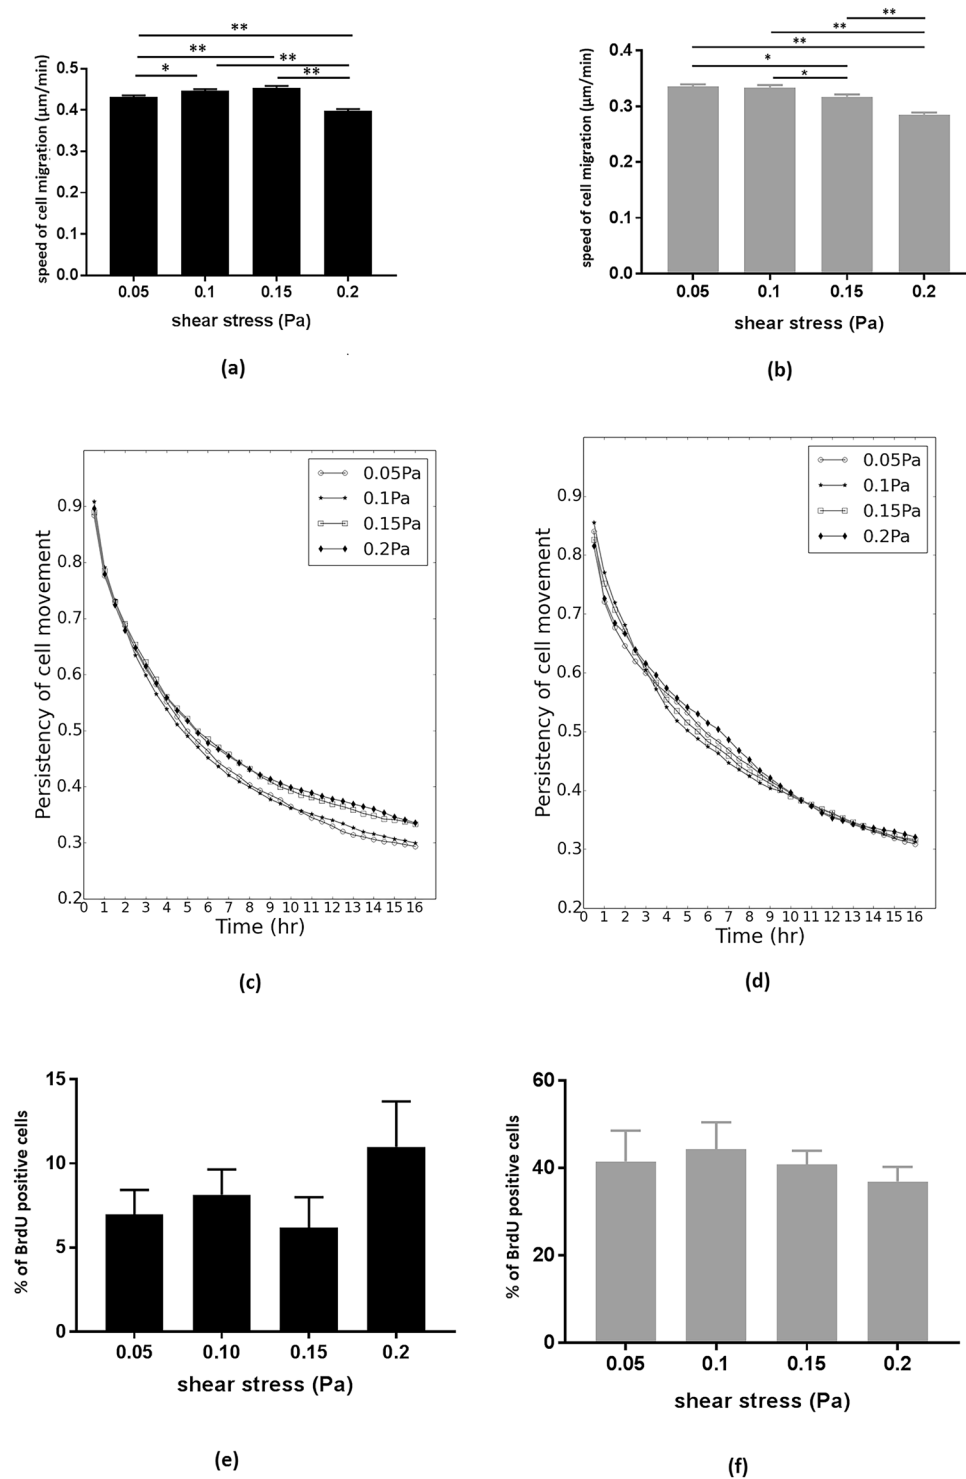 **
** **
* **
0.5
0.4
0.3
0.2
0.1
0.0
speed of cell migration (µm/min)
0.05 0.1 0.15 0.2
shear stress (Pa)
(a)
**
**
**
*
*
0.4
0.3
0.2
0.1
0.0
speed of cell migration (µm/min)
0.05 0.1 0.15 0.2
shear stress (Pa)
(b)
0.05Pa
0.1Pa
0.15Pa
0.2Pa
0.9
0.8
0.7
0.6
0.5
0.4
0.3
0.2
Persistency of cell movement
0 1 2 3 4 5 6 7 8 9 10 11 12 13 14 15 16
Time (hr)
(c)
0.05Pa
0.1Pa
0.15Pa
0.2Pa
0.9
0.8
0.7
0.6
0.5
0.4
0.3
0.2
Persistency of cell movement
0 1 2 3 4 5 6 7 8 9 10 11 12 13 14 15 16
Time (hr)
(d)
15
10
5
0
% of BrdU positive cells
0.05 0.10 0.15 0.2
shear stress (Pa)
(e)
60
40
20
0
% of BrdU positive cells
0.05 0.1 0.15 0.2
shear stress (Pa)
(f)